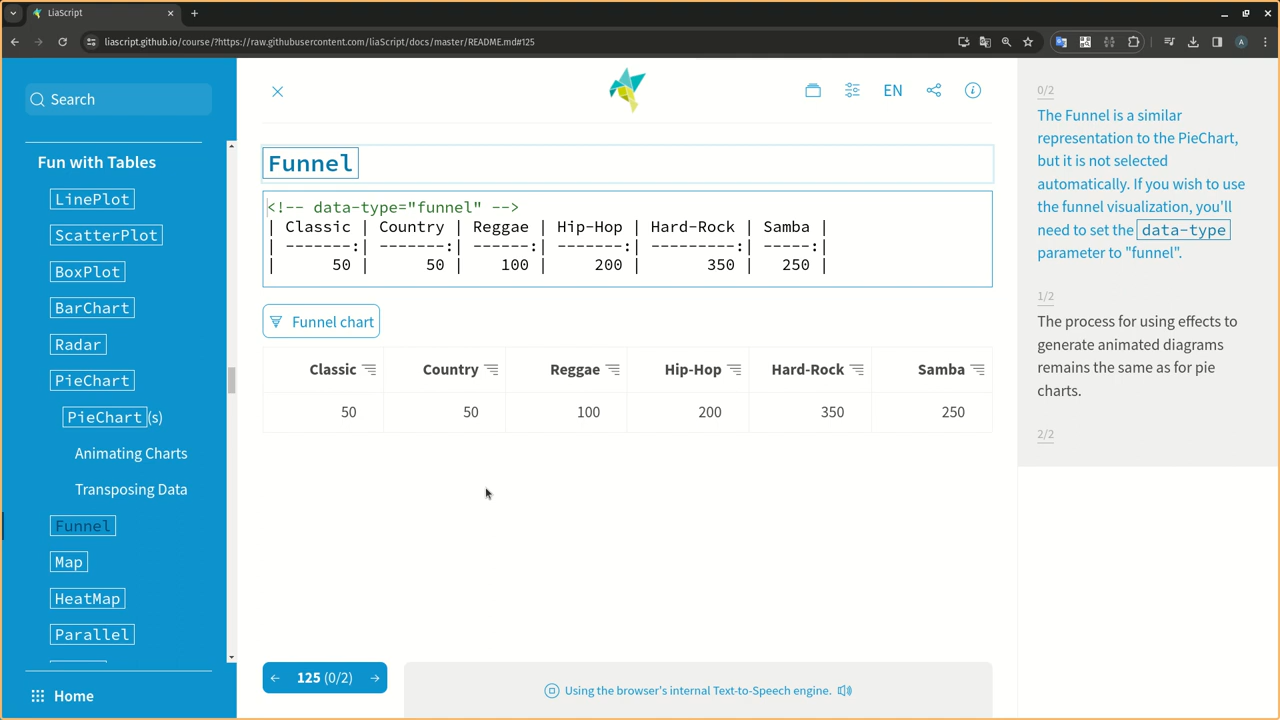 LiaScript
liascript.github.io/course/?https://raw.githubusercontent.com/liaScript/docs/master/README.md#125
A
Search
Fun with Tables
LinePlot
ScatterPlot
BoxPlot
BarChart
Radar
PieChart
PieChart(s)
Animating Charts
Transposing Data
Funnel
Map
HeatMap
Parallel
Home
EN
Funnel
<!-- data-type="funnel" -->
| Classic | Country | Reggae | Hip-Hop | Hard-Rock | Samba |
| -------:| -------:| ------:| -------:| ---------:| -----:|
|      50 |      50 |    100 |     200 |       350 |   250 |
Funnel chart
Classic Country Reggae Hip-Hop Hard-Rock Samba
50 50 100 200 350 250
125 (0/2)
Using the browser's internal Text-to-Speech engine.
0/2
The Funnel is a similar
representation to the PieChart,
but it is not selected
automatically. If you wish to use
the funnel visualization, you'll
need to set the data-type
parameter to "funnel".
1/2
The process for using effects to
generate animated diagrams
remains the same as for pie
charts.
2/2